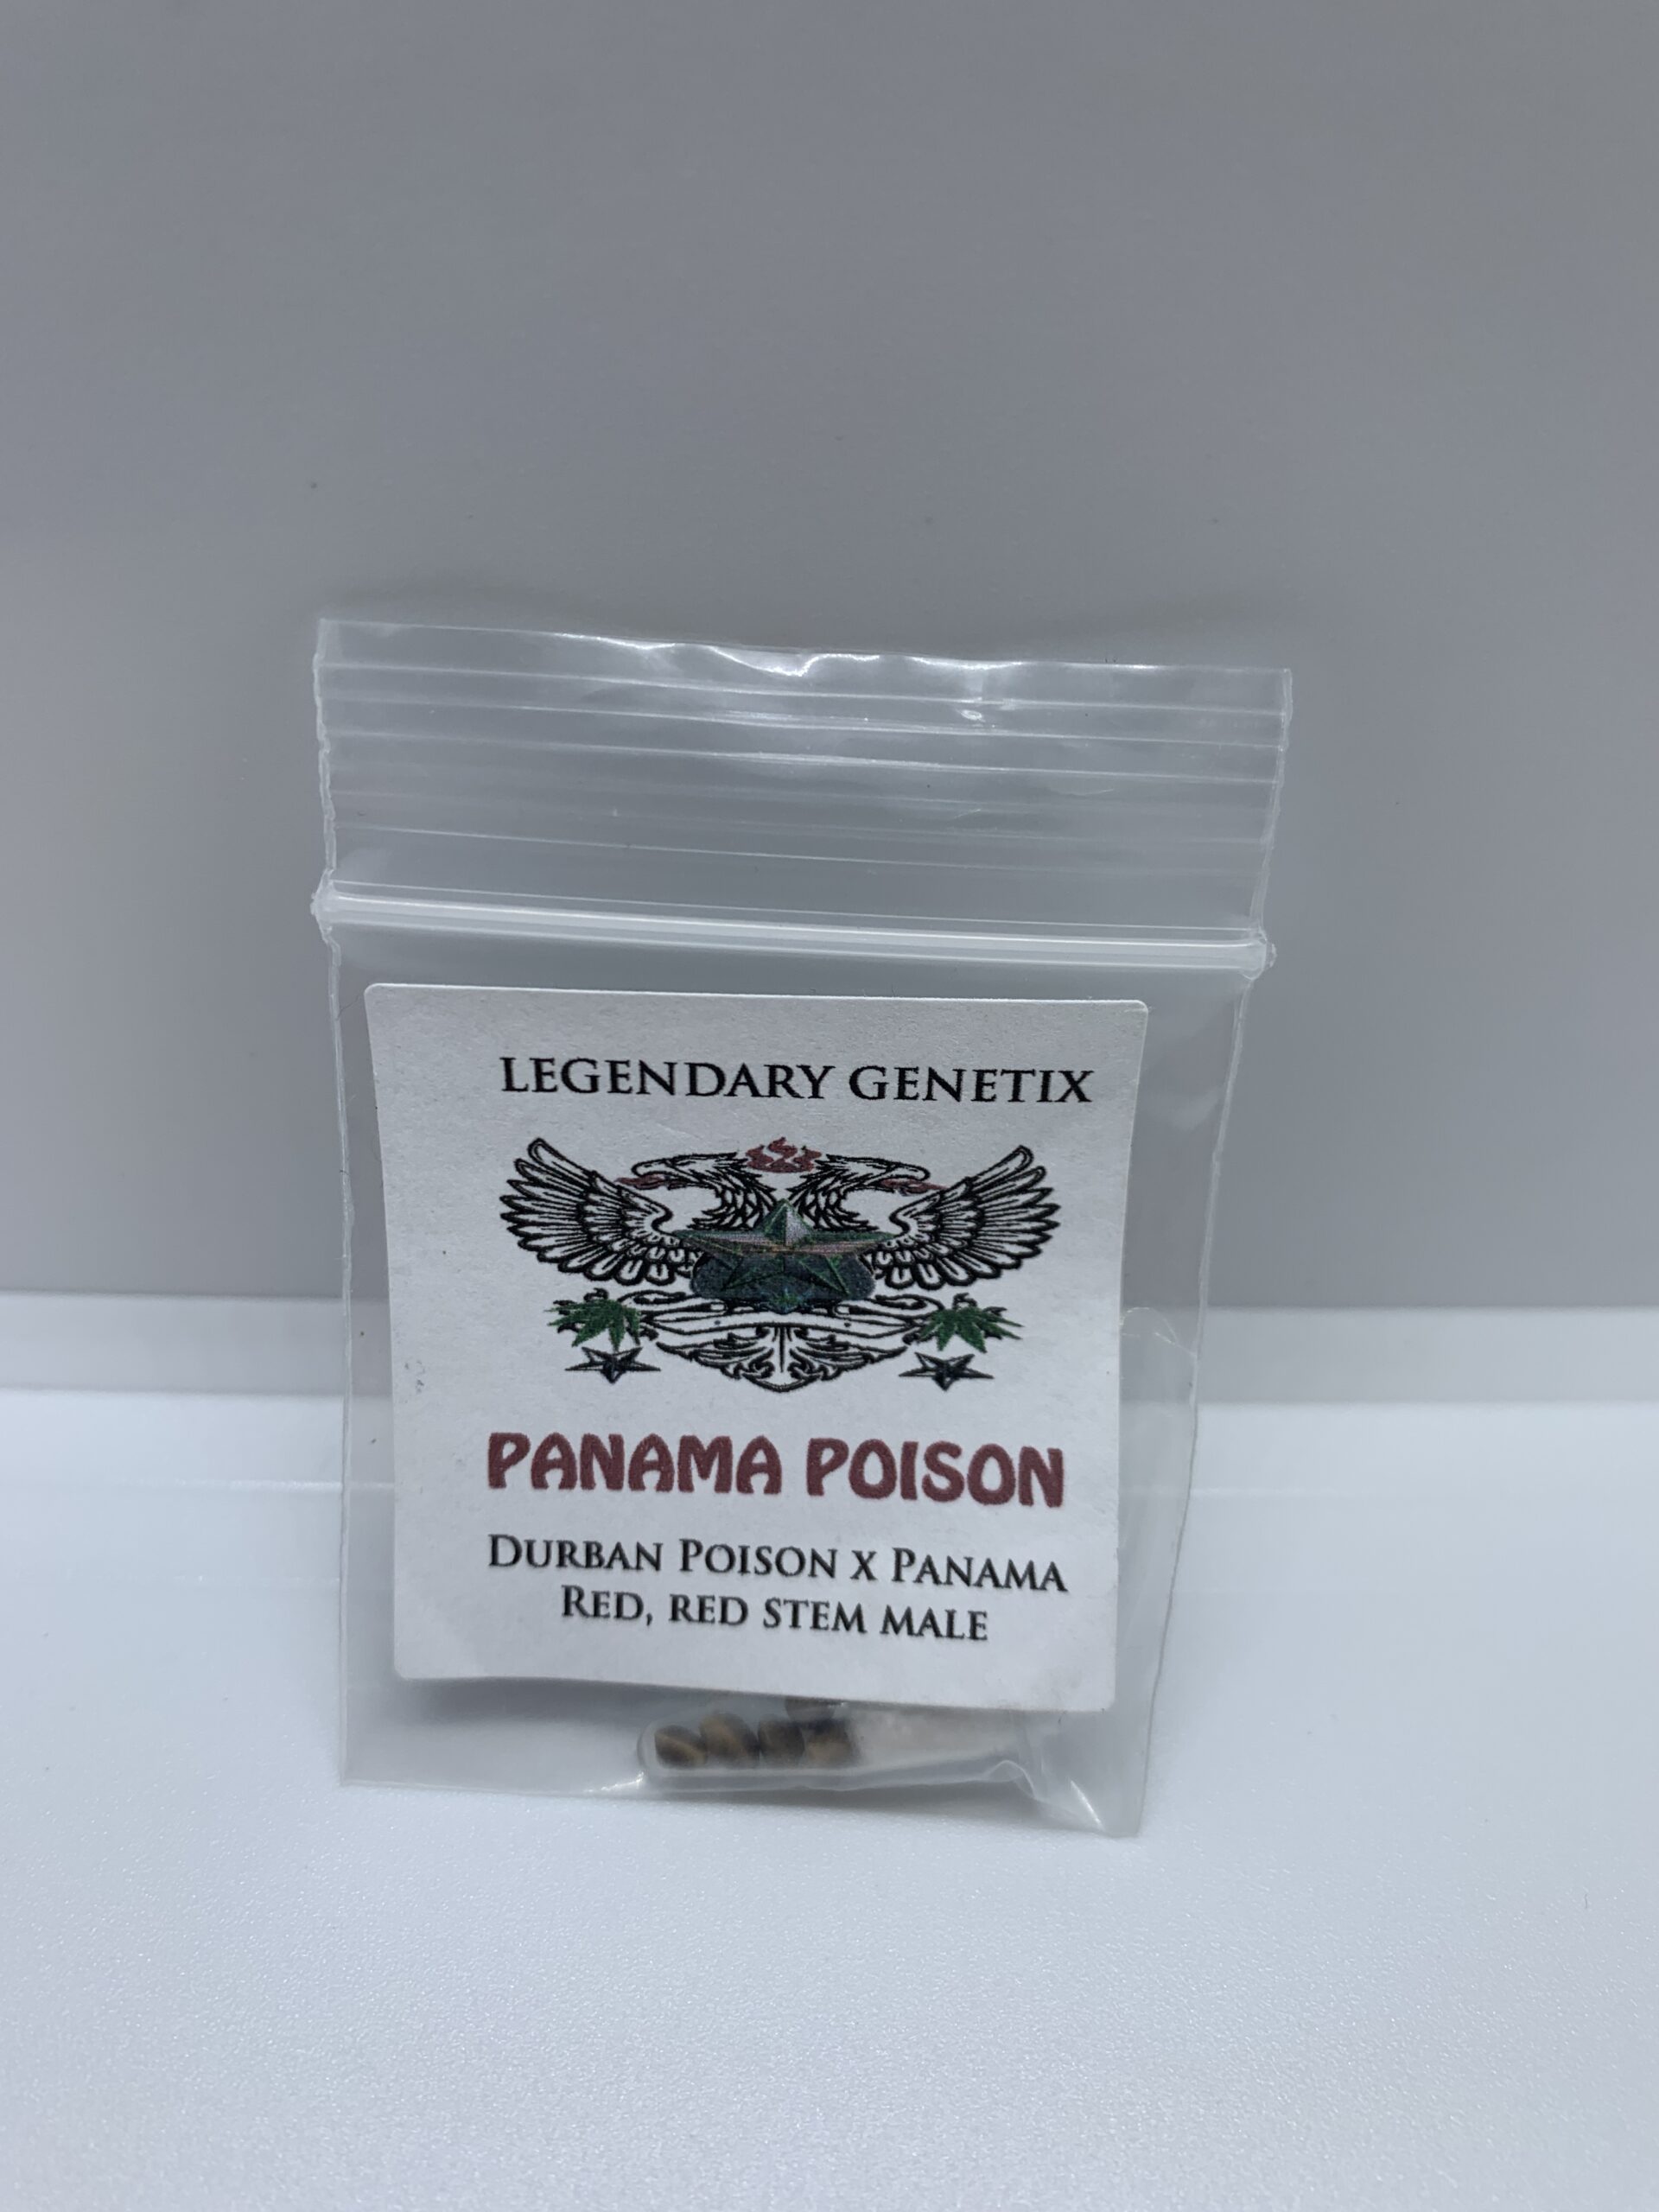 LEGENDARY GENETIX
PANAMA POISON
DURBAN POISON X PANAMA
RED, RED STEM MALE